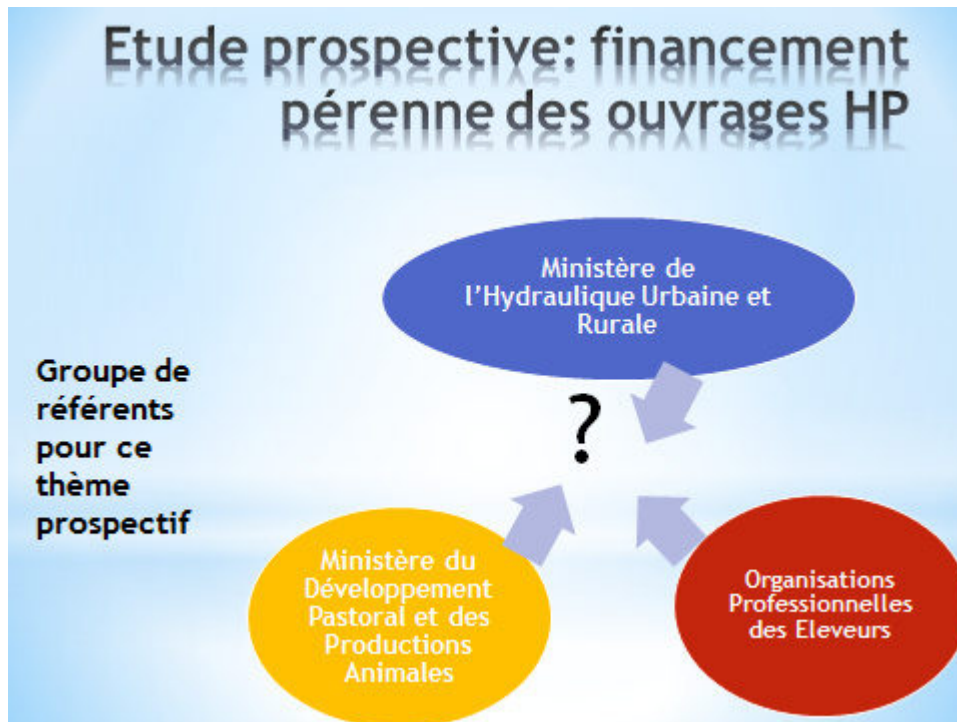 Etude prospective: financement
pérenne des ouvrages HP
Ministère de
l'Hydraulique Urbaine et
Rurale
Groupe de
référents
pour ce
thème
prospectif
?
Ministère du
Développement
Pastoral et des
Productions
Animales
Organisations
Professionnelles
des Eleveurs